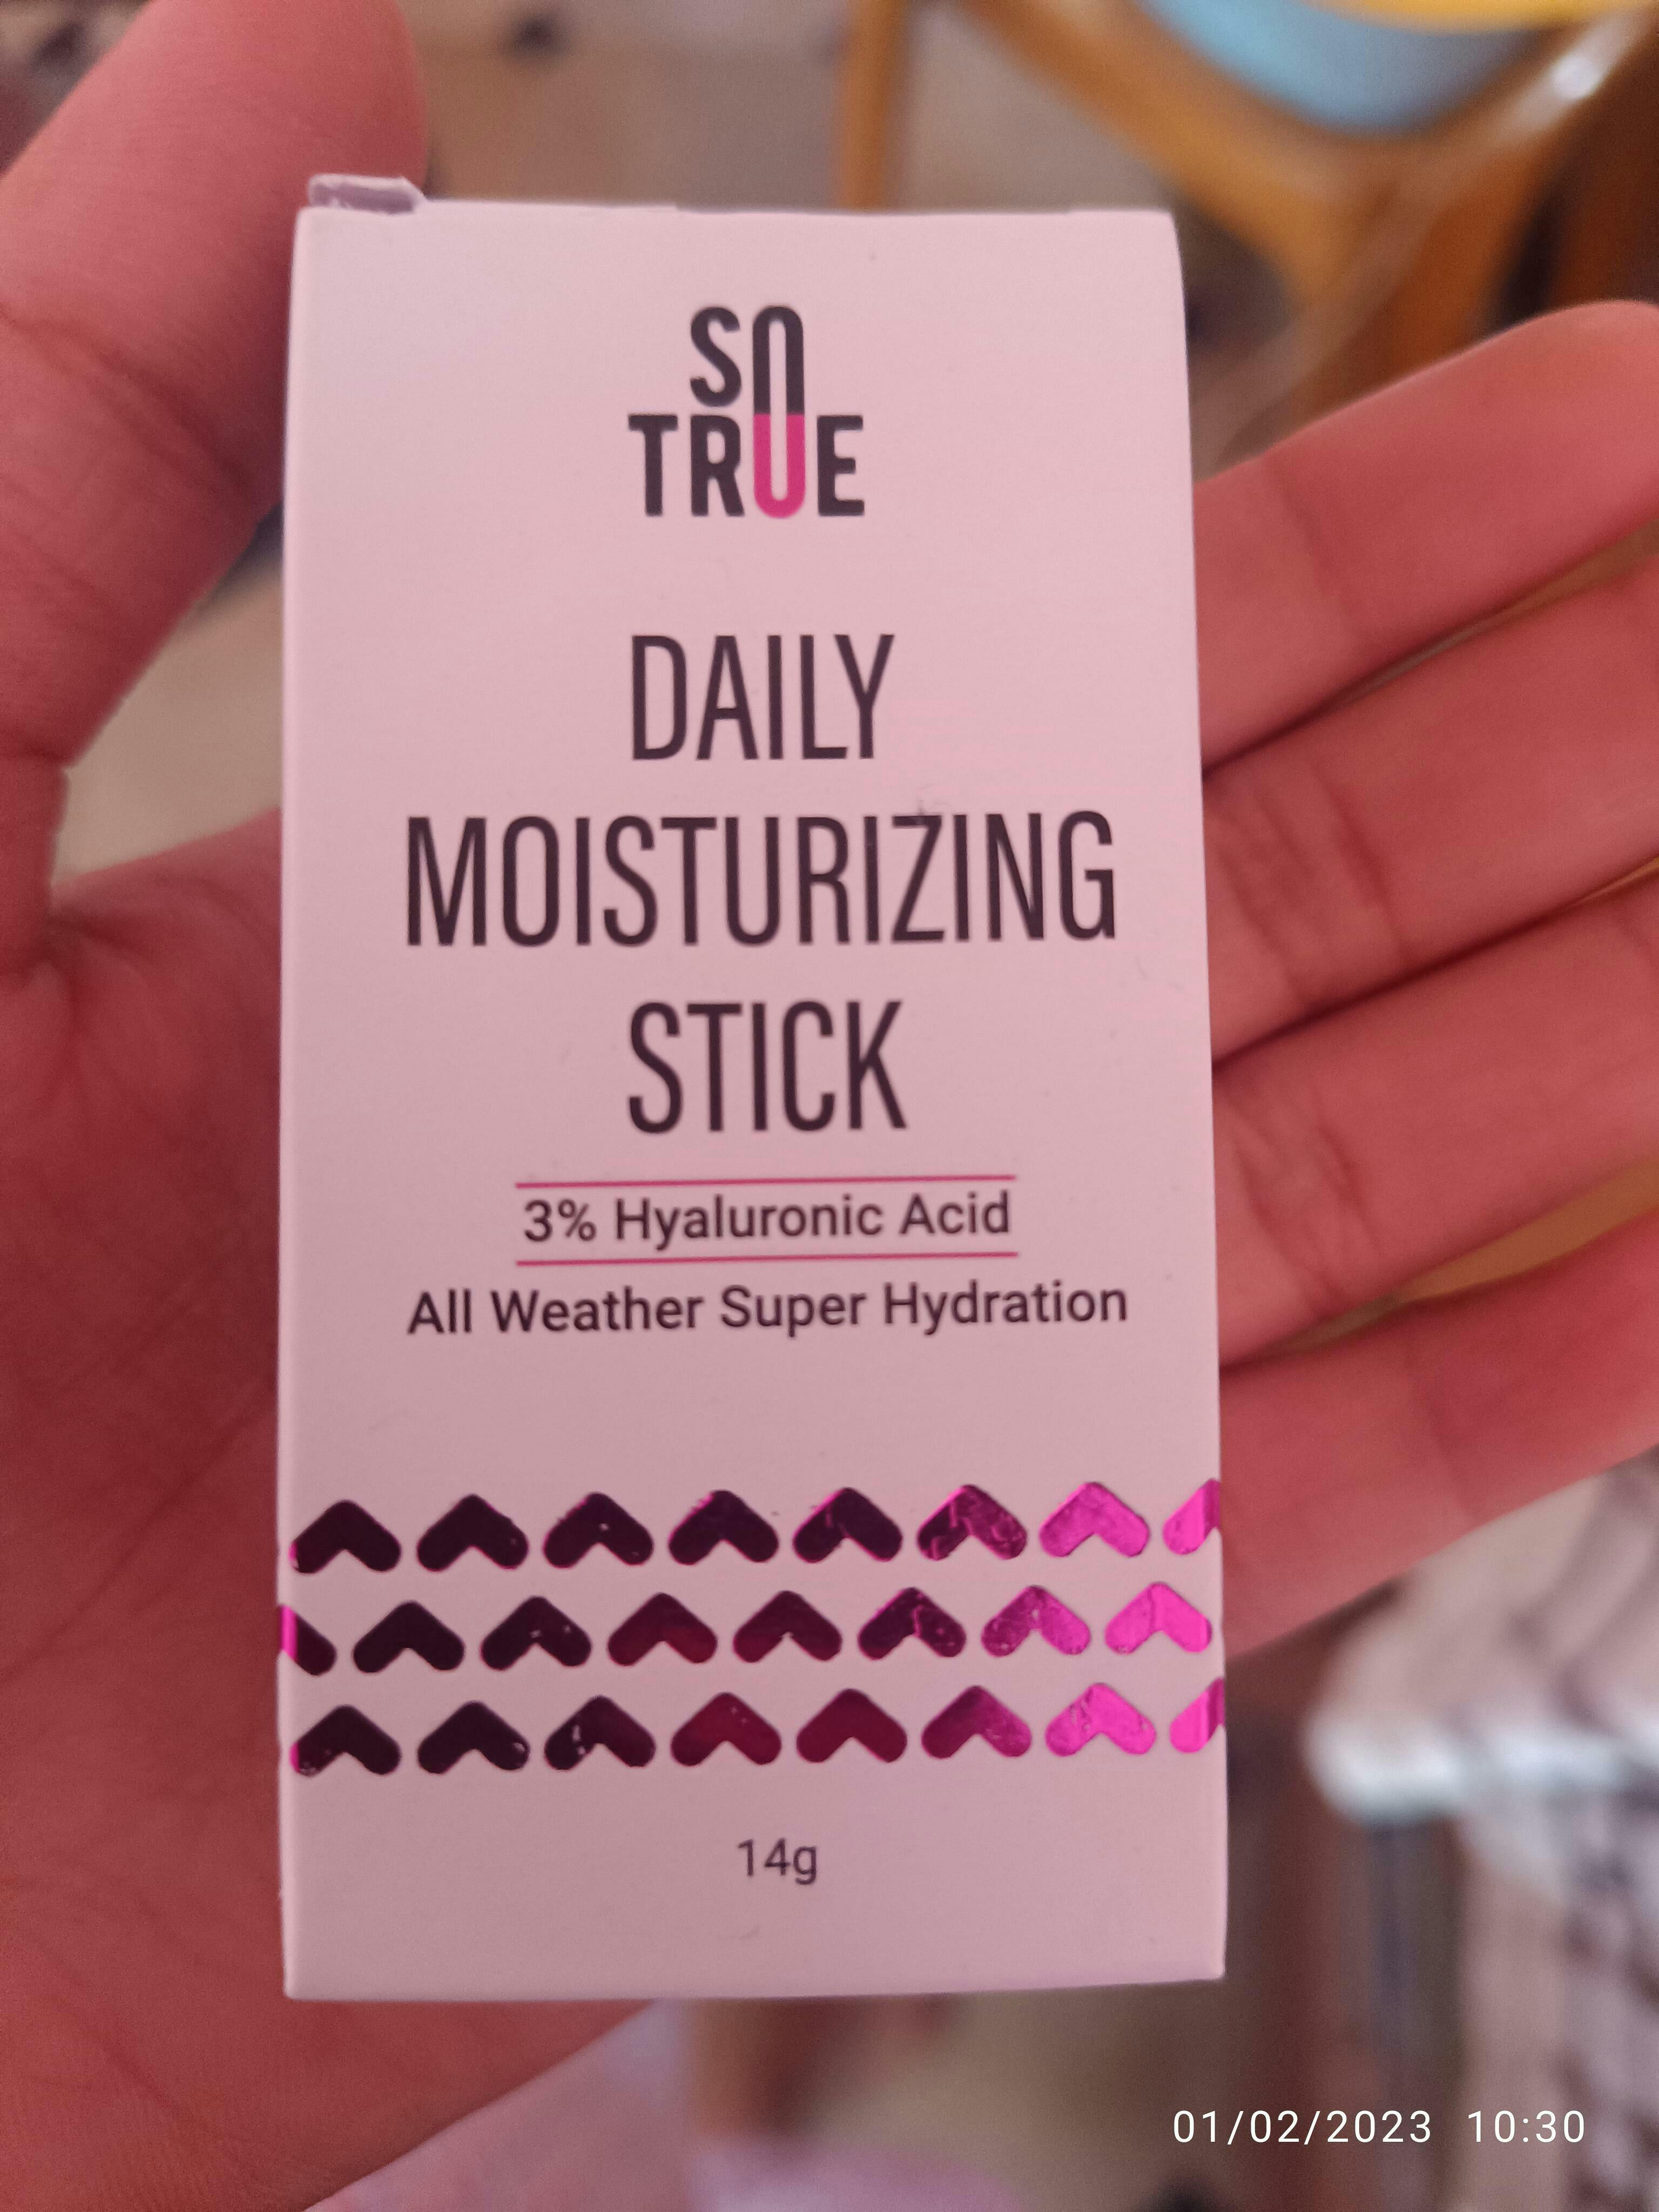 SO
TRUE
DAILY
MOISTURIZING
STICK
3% Hyaluronic Acid
All Weather Super Hydration
14g
01/02/2023 10:30